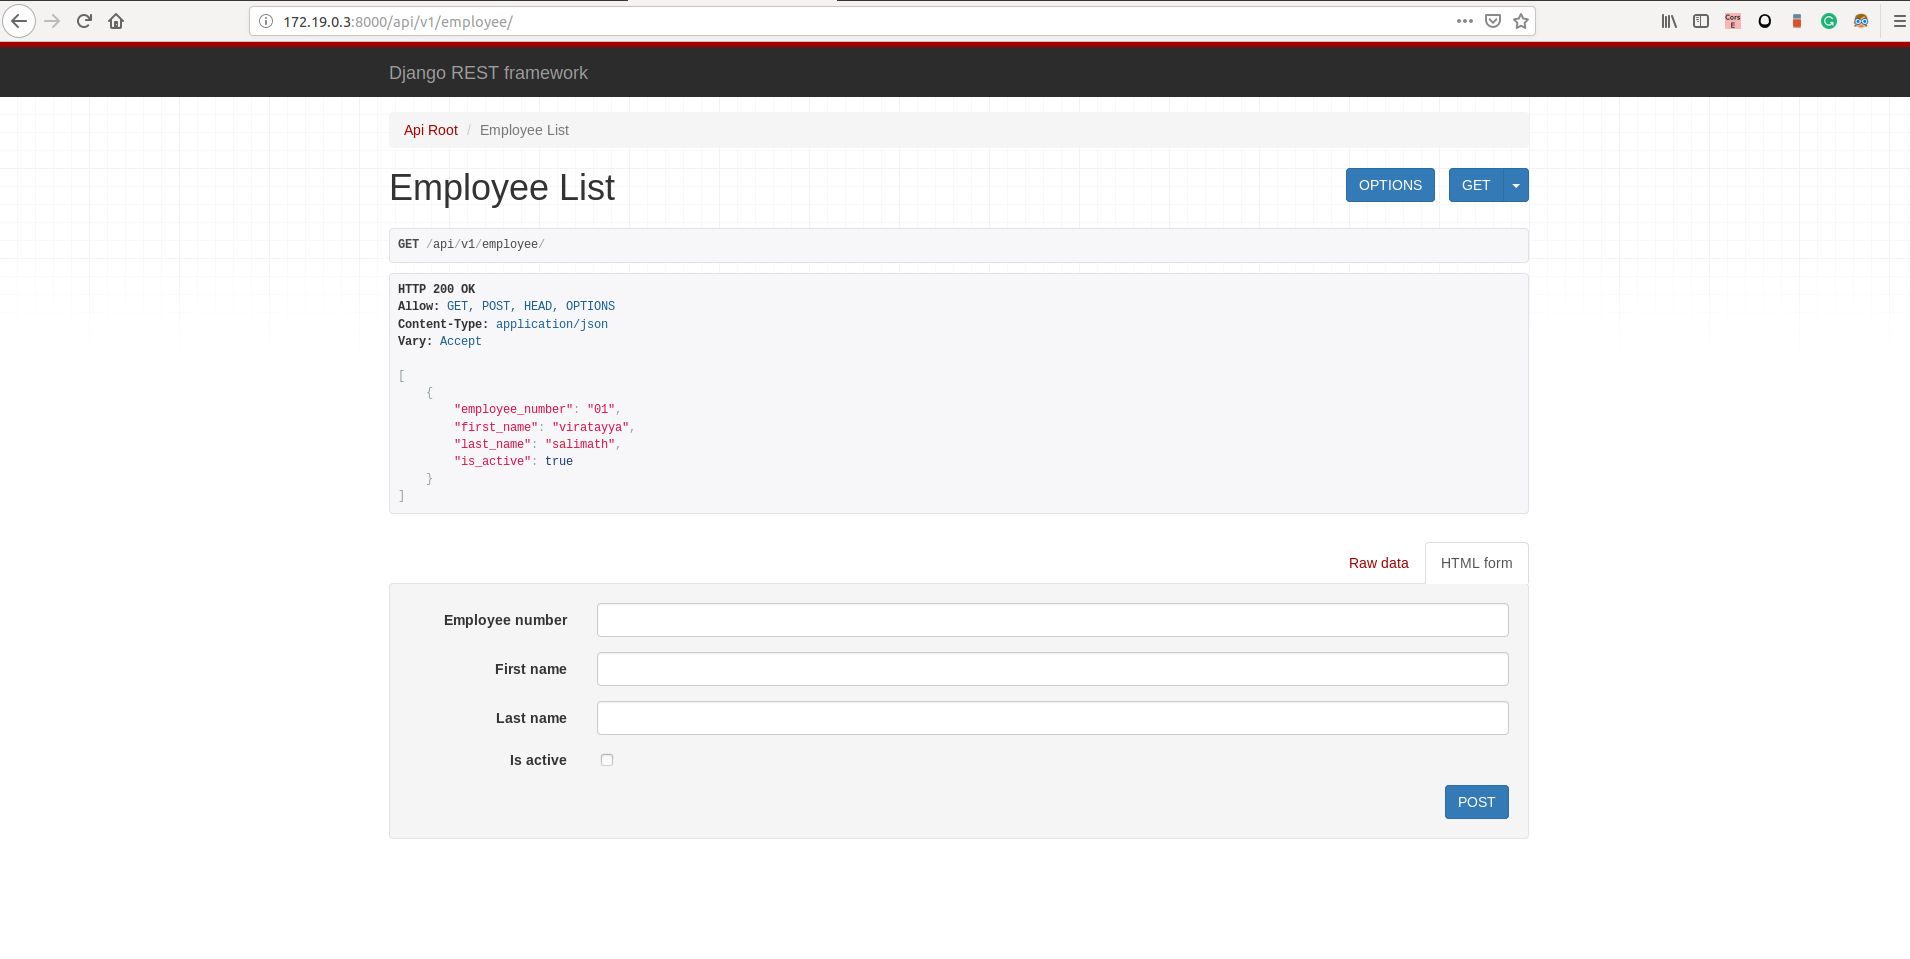 172.19.0.3:8000/api/v1/employee/
Cors
E
Django REST framework
Api Root / Employee List
Employee List
OPTIONS
GET
GET /api/v1/employee/
HTTP 200 OK
Allow: GET, POST, HEAD, OPTIONS
Content-Type: application/json
Vary: Accept
[
    {
        "employee_number": "01",
        "first_name": "viratayya",
        "last_name": "salimath",
        "is_active": true
    }
]
Raw data
HTML form
Employee number
First name
Last name
Is active
POST